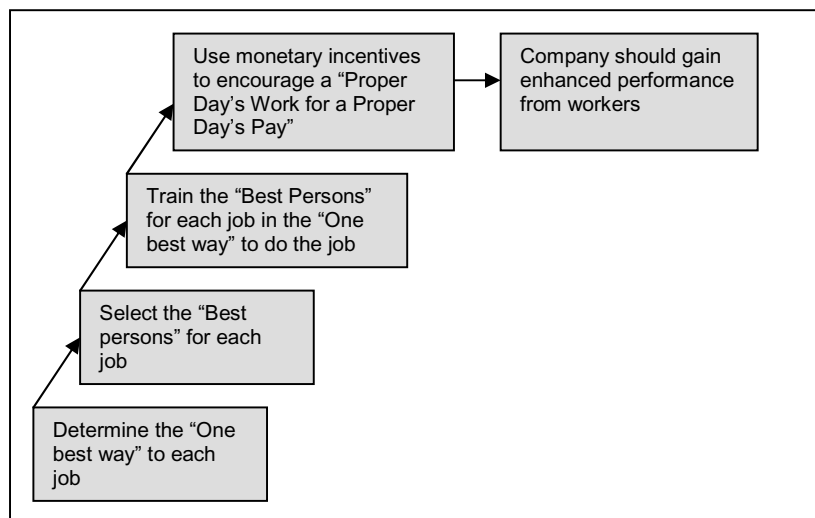 Use monetary incentives
to encourage a “Proper
Day’s Work for a Proper
Day’s Pay”
Company should gain
enhanced performance
from workers
Train the “Best Persons”
for each job in the “One
best way” to do the job
Select the “Best
persons” for each
job
Determine the “One
best way” to each
job